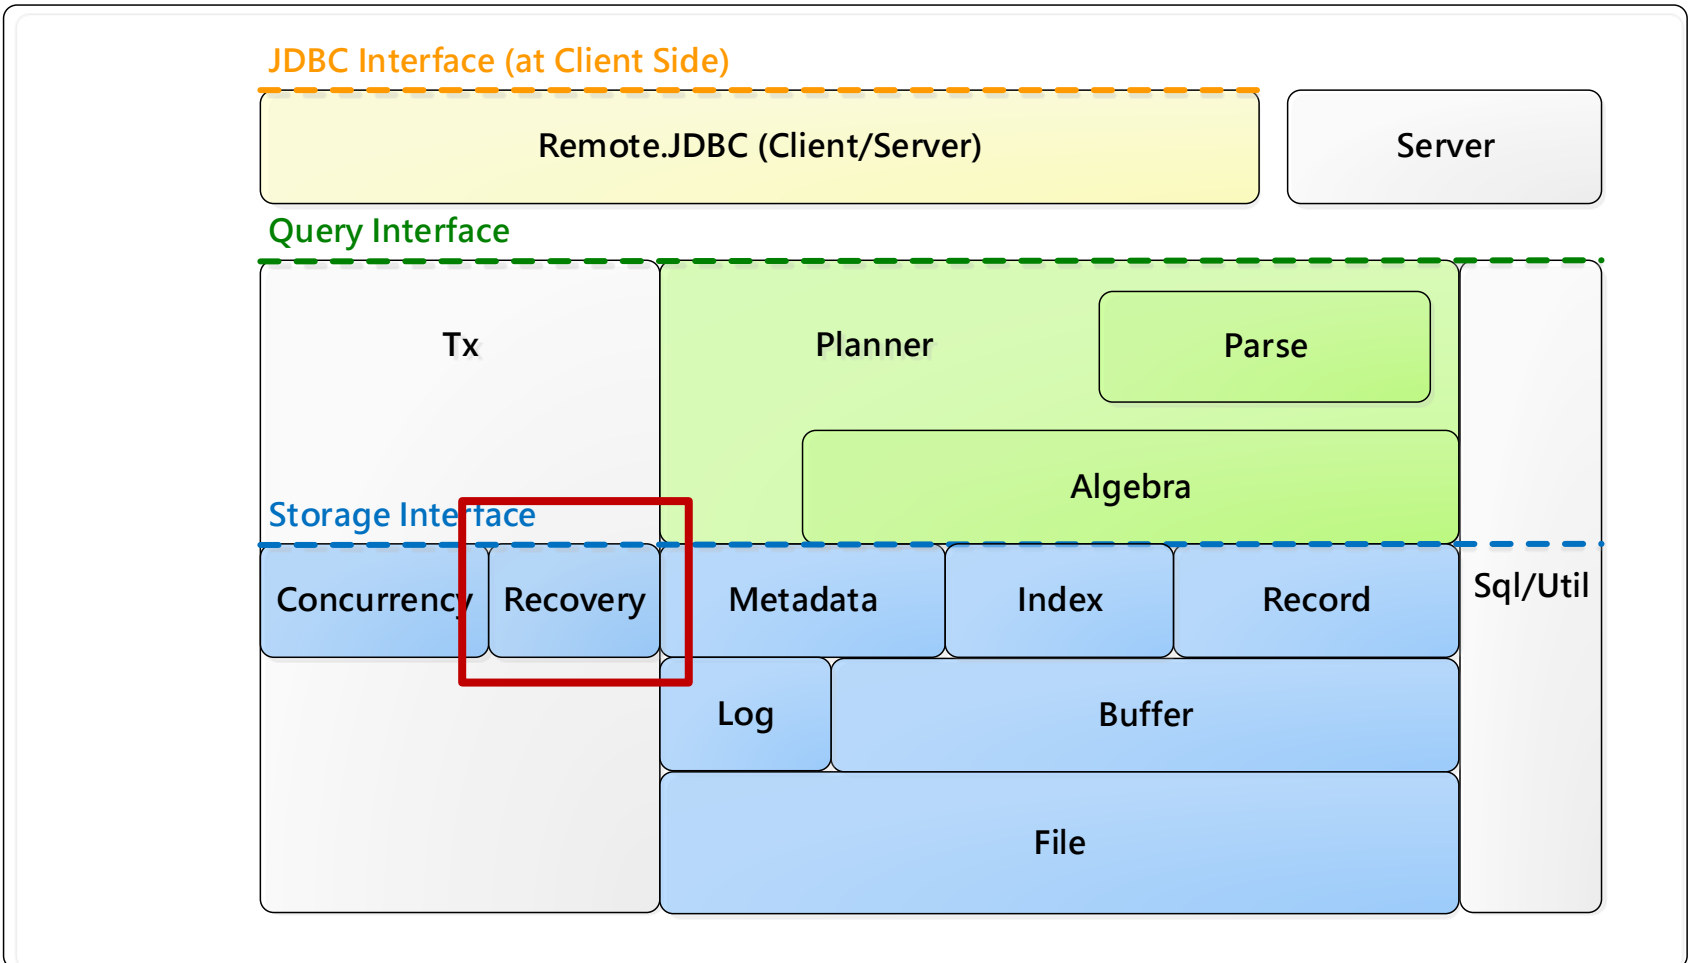 JDBC Interface (at Client Side)
Remote.JDBC (Client/Server)
Server
Query Interface
Tx
Planner
Parse
Algebra
Storage Interface
Concurrency
Recovery
Metadata
Index
Record
Sql/Util
Log
Buffer
File